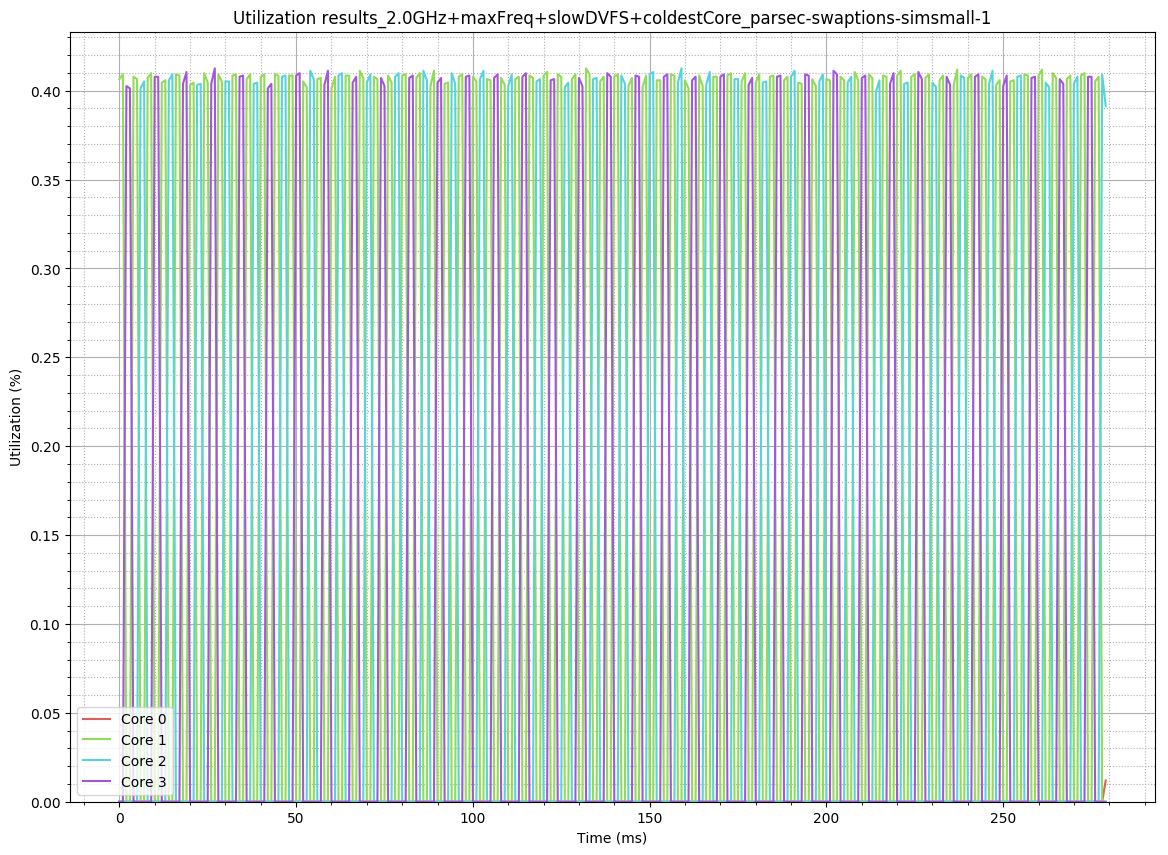 Utilization results_2.0GHz+maxFreq+slowDVFS+coldestCore_parsec-swaptions-simsmall-1
Utilization (%)
0.40
0.35
0.30
0.25
0.20
0.15
0.10
0.05
0.00
Core 0
Core 1
Core 2
Core 3
0 50 100 150 200 250
Time (ms)